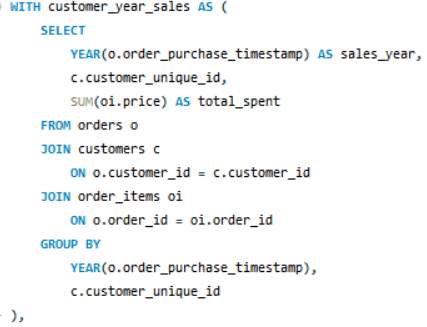 WITH customer_year_sales AS (
    SELECT
        YEAR(o.order_purchase_timestamp) AS sales_year,
        c.customer_unique_id,
        SUM(oi.price) AS total_spent
    FROM orders o
    JOIN customers c
        ON o.customer_id = c.customer_id
    JOIN order_items oi
        ON o.order_id = oi.order_id
    GROUP BY
        YEAR(o.order_purchase_timestamp),
        c.customer_unique_id
),